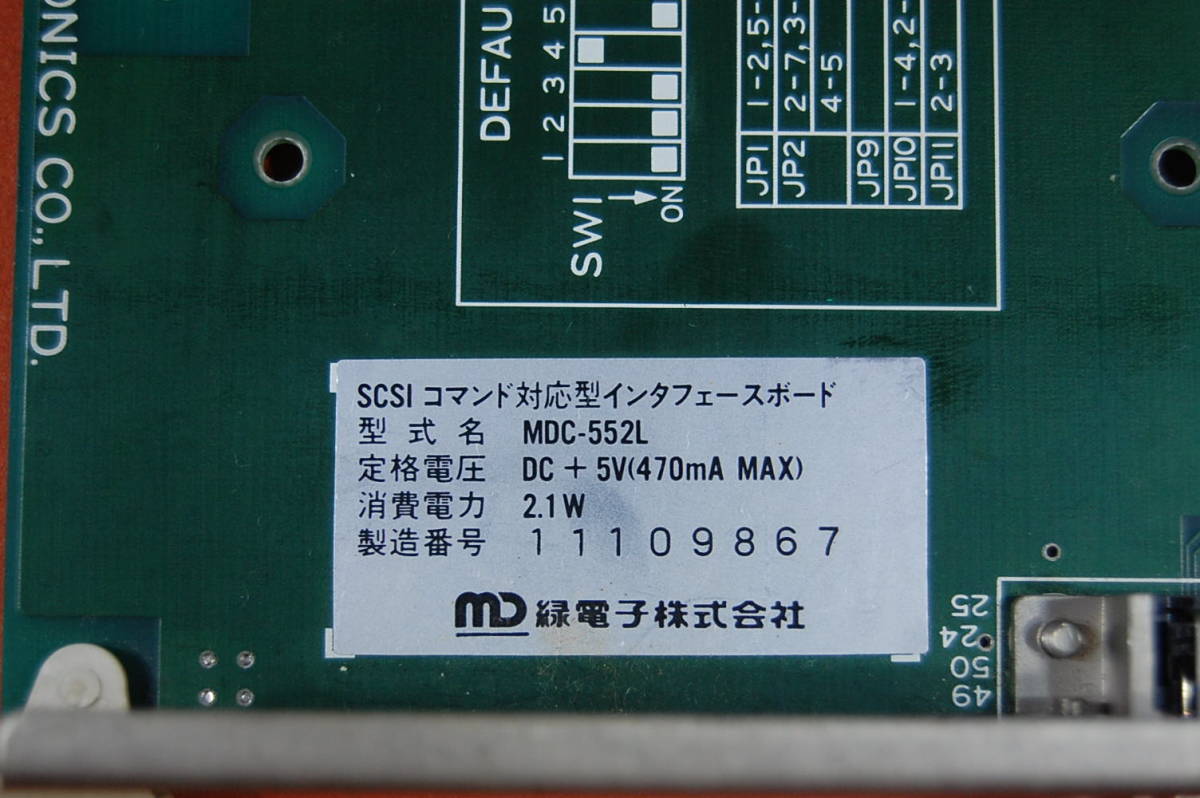 ONICS CO., LTD.
DEFAU
1 2 3 4 5
SW1
ON
JP1 1-2,5-
JP2 2-7,3-
4-5
JP9
JP10 1-4,2-
JP11 2-3
SCSI コマンド対応型インタフェースボード
型式名 MDC-552L
定格電圧 DC + 5V(470mA MAX)
消費電力 2.1W
製造番号 11109867
MD 緑電子株式会社
25
24
50
49